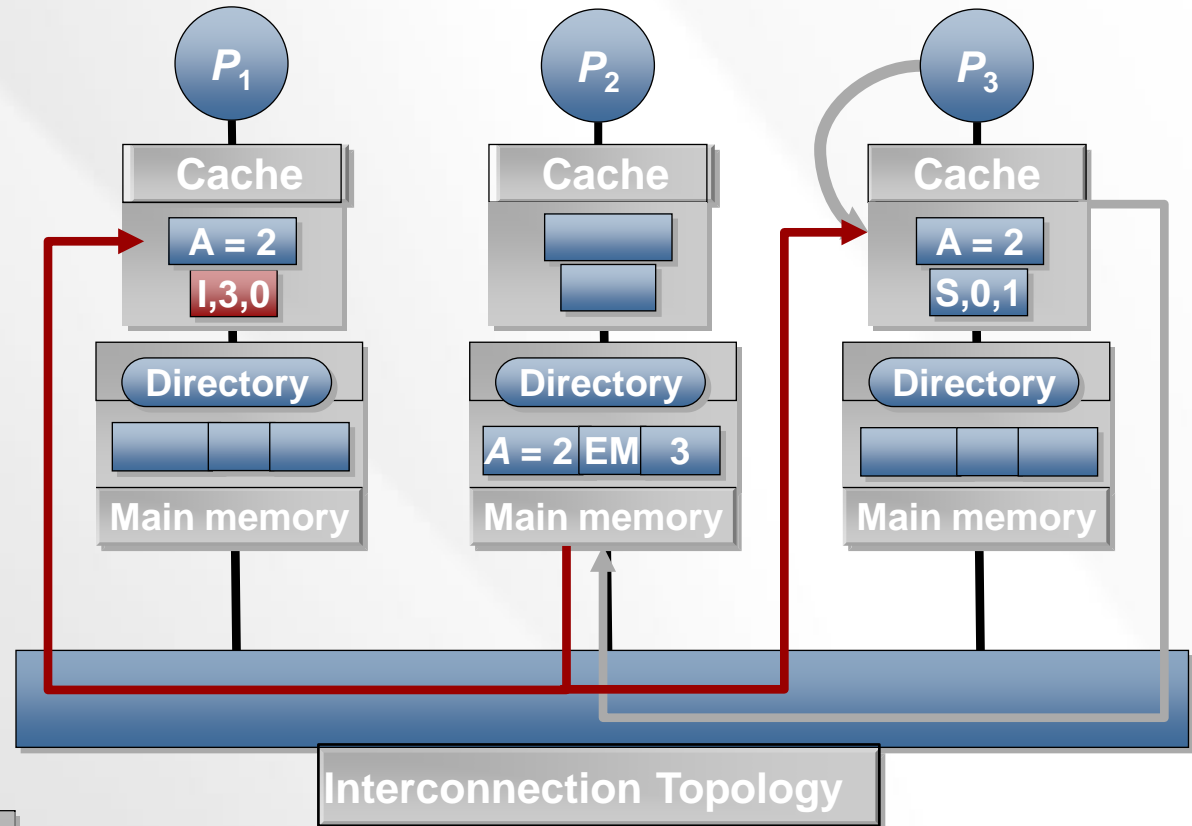 P1 P2 P3
Cache Cache Cache
A = 2 A = 2
I,3,0 S,0,1
Directory Directory Directory
A = 2 EM 3
Main memory Main memory Main memory
Interconnection Topology